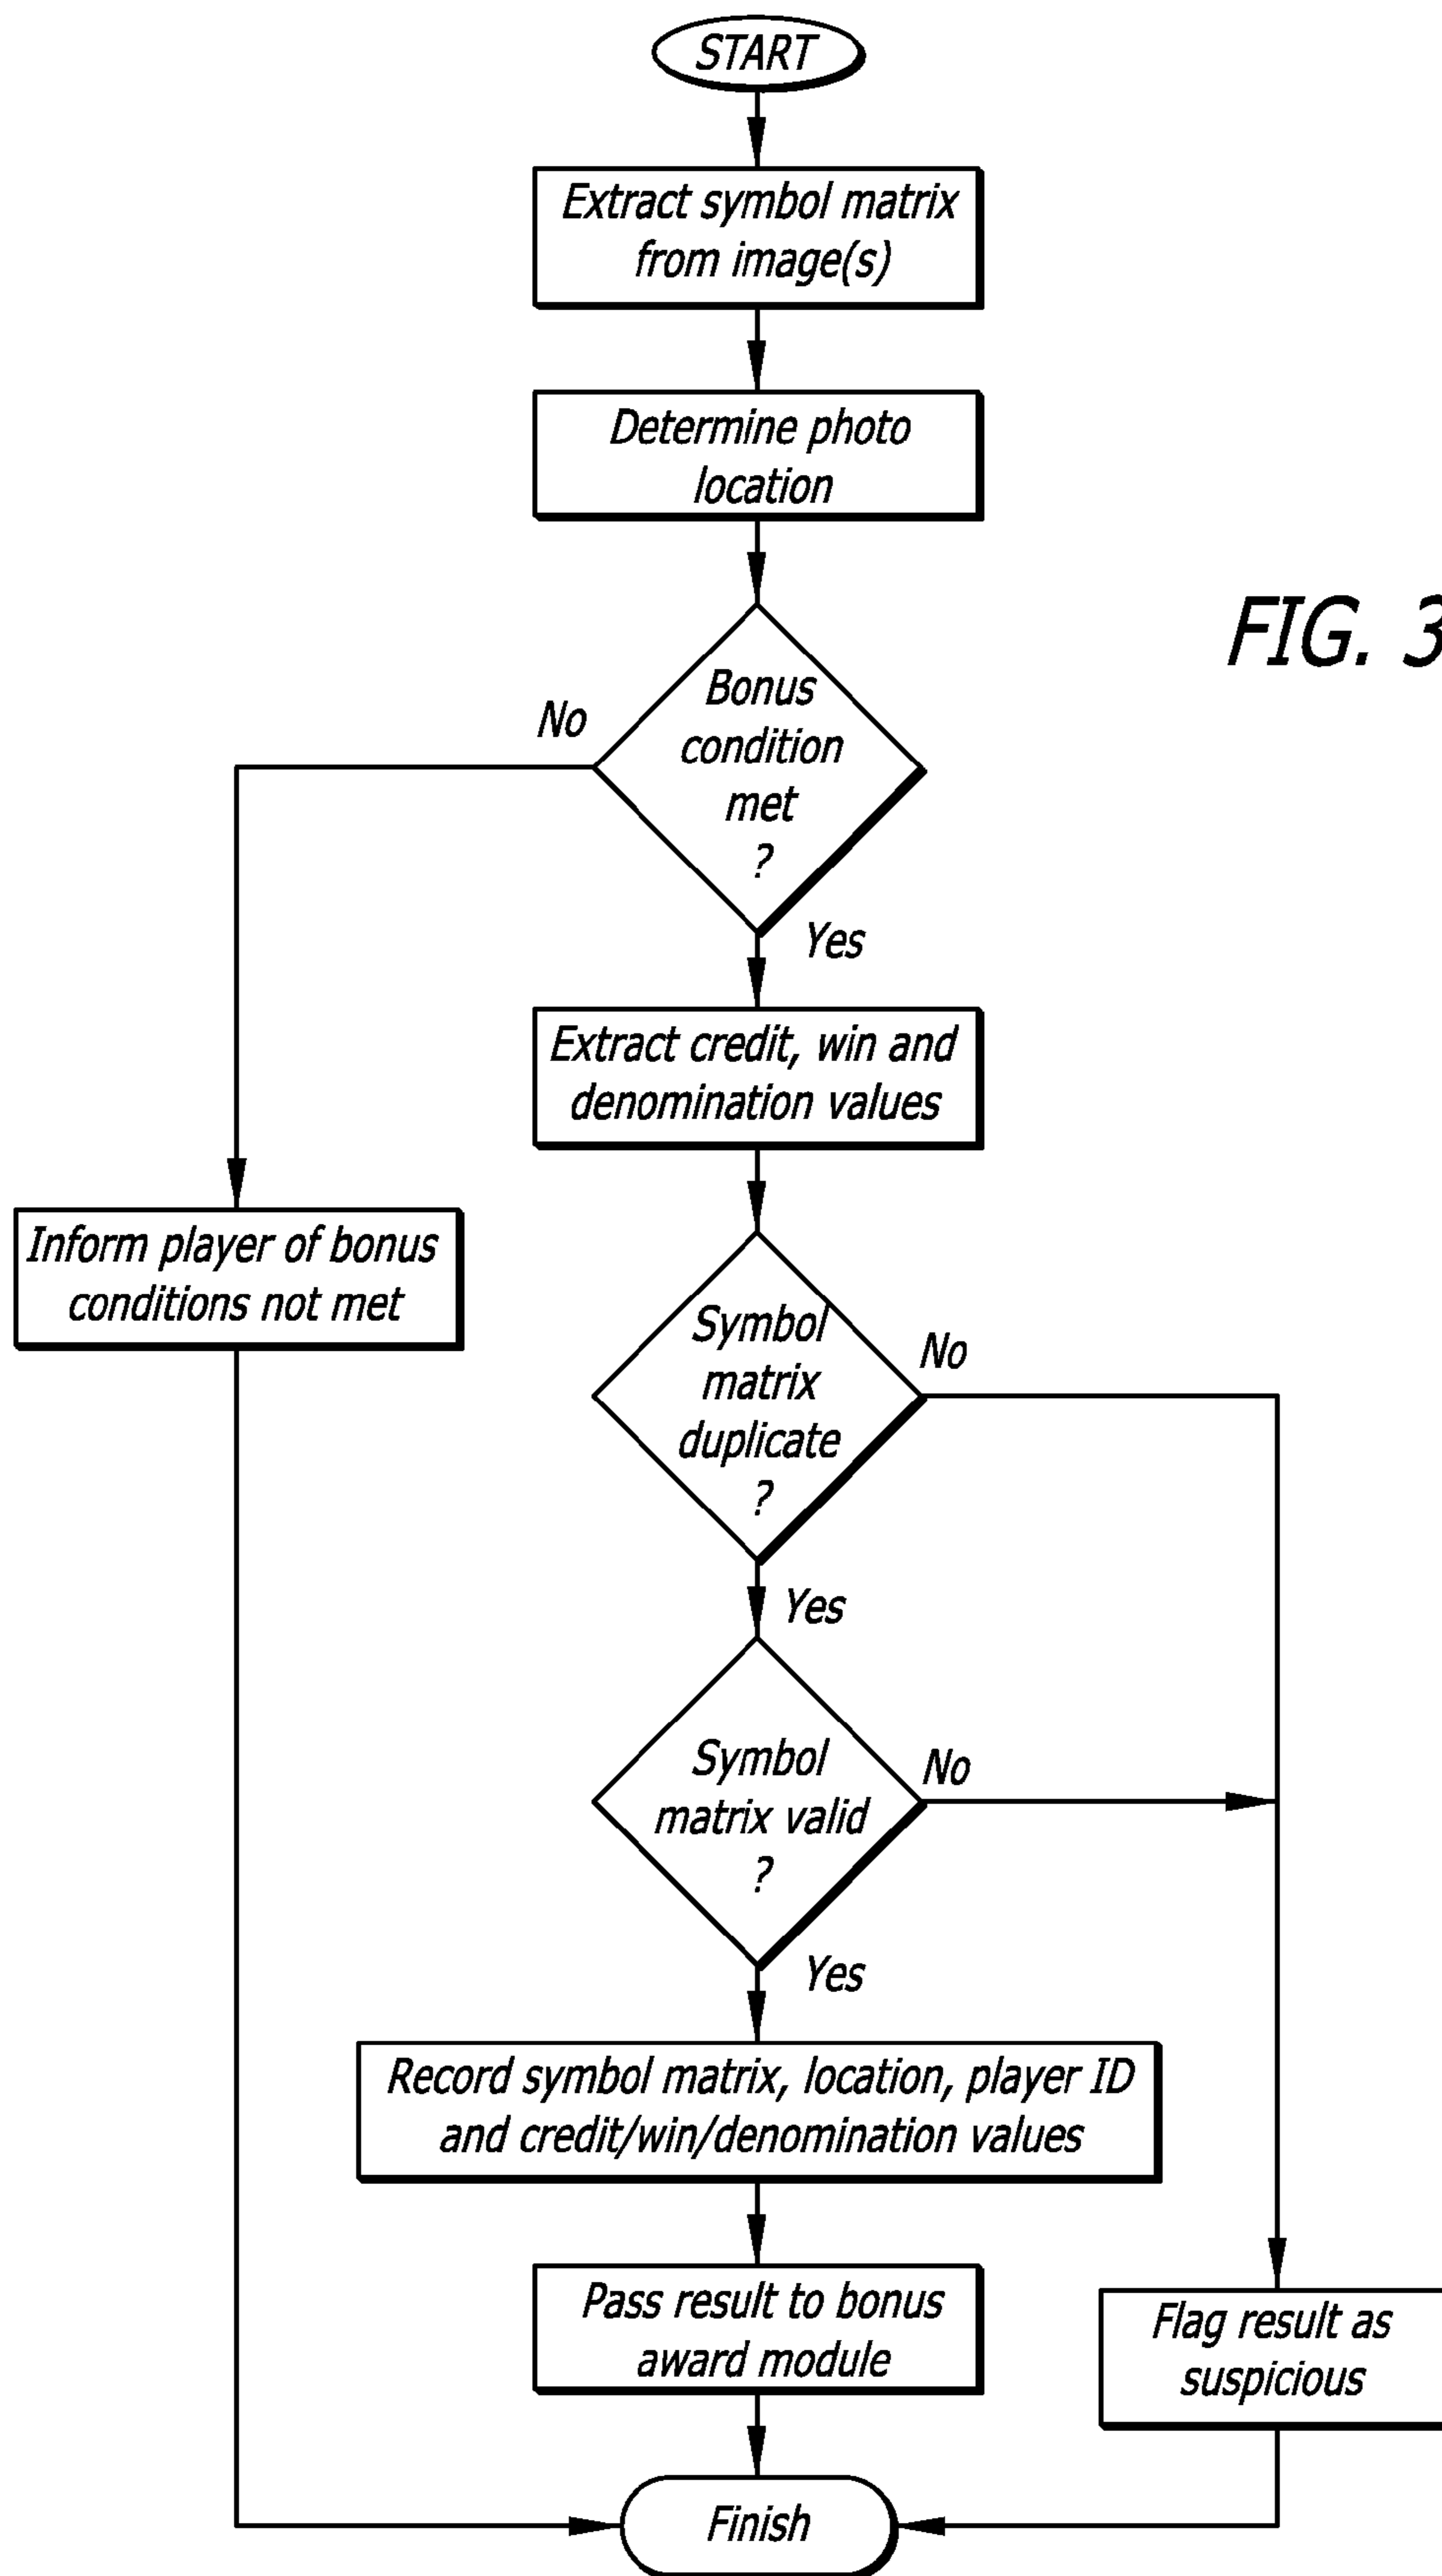 START
Extract symbol matrix
from image(s)
Determine photo
location
FIG. 3
Bonus
condition
met
?
No
Yes
Extract credit, win and
denomination values
Inform player of bonus
conditions not met
Symbol
matrix
duplicate
?
No
Yes
Symbol
matrix valid
?
No
Yes
Record symbol matrix, location, player ID
and credit/win/denomination values
Pass result to bonus
award module
Flag result as
suspicious
Finish